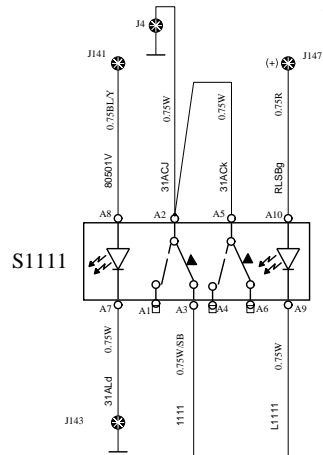 J4
J141
(+) J147
0.75BL/Y
0.75W
0.75W
0.75R
80501V
31ACJ
31ACk
RLSBg
A8
A2
A5
A10
S1111
A7
A1
A3
A4
A6
A9
0.75W
0.75W/SB
0.75W
31ALd
1111
L1111
J143